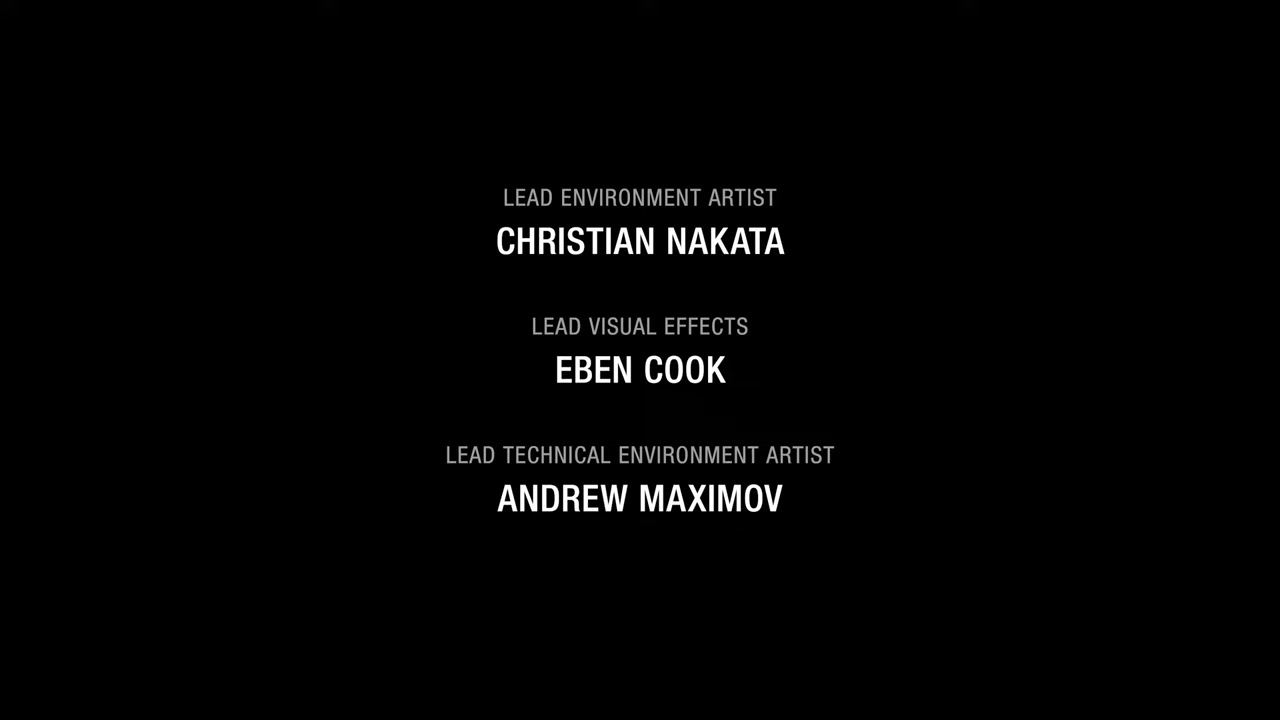 LEAD ENVIRONMENT ARTIST
CHRISTIAN NAKATA
LEAD VISUAL EFFECTS
EBEN COOK
LEAD TECHNICAL ENVIRONMENT ARTIST
ANDREW MAXIMOV